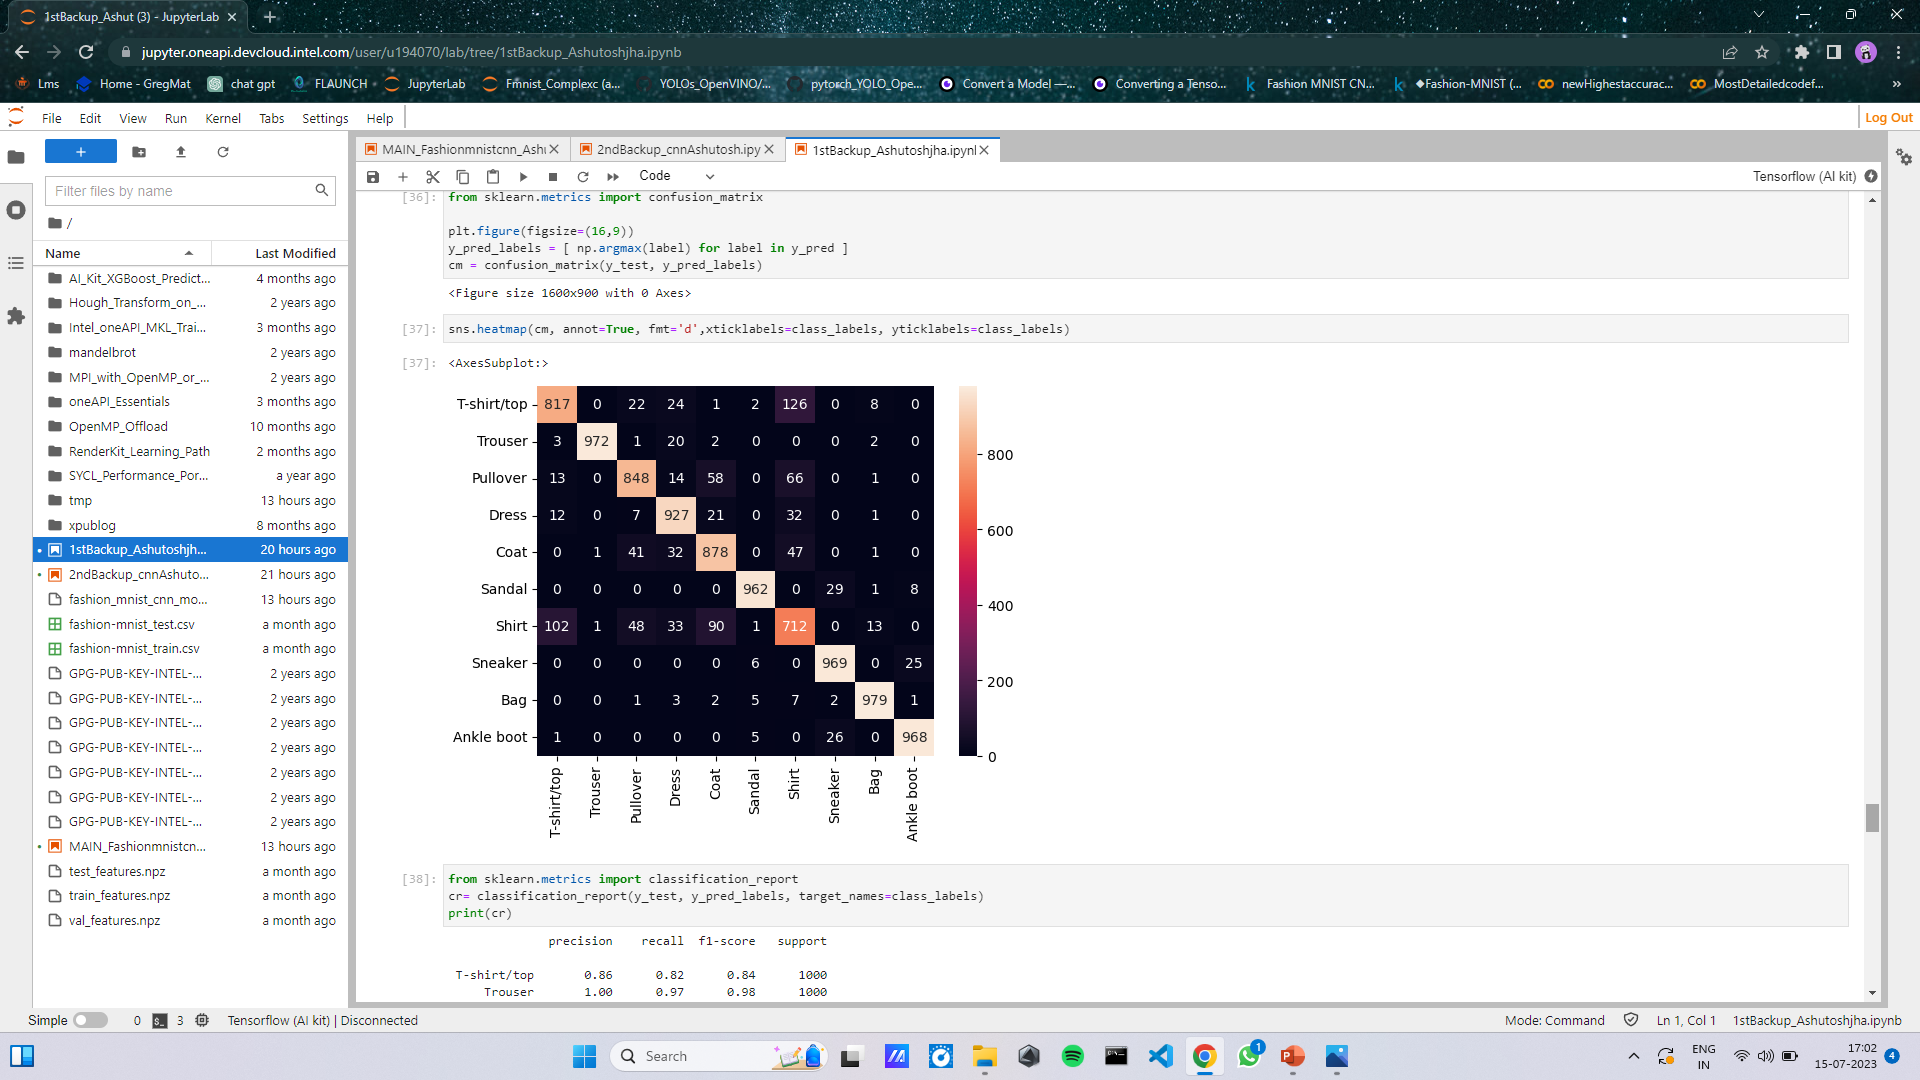 1stBackup_Ashut (3) - JupyterLab
jupyter.oneapi.devcloud.intel.com/user/u194070/lab/tree/1stBackup_Ashutoshjha.ipynb
Lms Home - GregMat chat gpt FLAUNCH JupyterLab Fmnist_Complexc (a... YOLOs_OpenVINO/... pytorch_YOLO_Ope... Convert a Model —... Converting a Tenso... Fashion MNIST CN... ◆Fashion-MNIST (... newHighestaccurac... MostDetailedcodef... »
File Edit View Run Kernel Tabs Settings Help Log Out
MAIN_Fashionmnistcnn_Ashu 2ndBackup_cnnAshutosh.ipy 1stBackup_Ashutoshjha.ipynl
Code Tensorflow (AI kit)
Filter files by name
/
Name Last Modified
AI_Kit_XGBoost_Predict... 4 months ago
Hough_Transform_on_... 2 years ago
Intel_oneAPI_MKL_Trai... 3 months ago
mandelbrot 2 years ago
MPI_with_OpenMP_or_... 2 years ago
oneAPI_Essentials 3 months ago
OpenMP_Offload 10 months ago
RenderKit_Learning_Path 2 months ago
SYCL_Performance_Por... a year ago
tmp 13 hours ago
xpublog 8 months ago
1stBackup_Ashutoshjh... 20 hours ago
2ndBackup_cnnAshuto... 21 hours ago
fashion_mnist_cnn_mo... 13 hours ago
fashion-mnist_test.csv a month ago
fashion-mnist_train.csv a month ago
GPG-PUB-KEY-INTEL-... 2 years ago
GPG-PUB-KEY-INTEL-... 2 years ago
GPG-PUB-KEY-INTEL-... 2 years ago
GPG-PUB-KEY-INTEL-... 2 years ago
GPG-PUB-KEY-INTEL-... 2 years ago
GPG-PUB-KEY-INTEL-... 2 years ago
GPG-PUB-KEY-INTEL-... 2 years ago
MAIN_Fashionmnistcn... 13 hours ago
test_features.npz a month ago
train_features.npz a month ago
val_features.npz a month ago
[36]: from sklearn.metrics import confusion_matrix
plt.figure(figsize=(16,9))
y_pred_labels = [ np.argmax(label) for label in y_pred ]
cm = confusion_matrix(y_test, y_pred_labels)
<Figure size 1600x900 with 0 Axes>
[37]: sns.heatmap(cm, annot=True, fmt='d',xticklabels=class_labels, yticklabels=class_labels)
[37]: <AxesSubplot:>
T-shirt/top 817 0 22 24 1 2 126 0 8 0
Trouser 3 972 1 20 2 0 0 0 2 0
Pullover 13 0 848 14 58 0 66 0 1 0
Dress 12 0 7 927 21 0 32 0 1 0
Coat 0 1 41 32 878 0 47 0 1 0
Sandal 0 0 0 0 0 962 0 29 1 8
Shirt 102 1 48 33 90 1 712 0 13 0
Sneaker 0 0 0 0 0 6 0 969 0 25
Bag 0 0 1 3 2 5 7 2 979 1
Ankle boot 1 0 0 0 0 5 0 26 0 968
T-shirt/top Trouser Pullover Dress Coat Sandal Shirt Sneaker Bag Ankle boot
800
600
400
200
0
[38]: from sklearn.metrics import classification_report
cr= classification_report(y_test, y_pred_labels, target_names=class_labels)
print(cr)
precision recall f1-score support
T-shirt/top 0.86 0.82 0.84 1000
Trouser 1.00 0.97 0.98 1000
Simple 0 3 Tensorflow (AI kit) | Disconnected Mode: Command Ln 1, Col 1 1stBackup_Ashutoshjha.ipynb
Search 1 ENG IN 17:02 15-07-2023 4